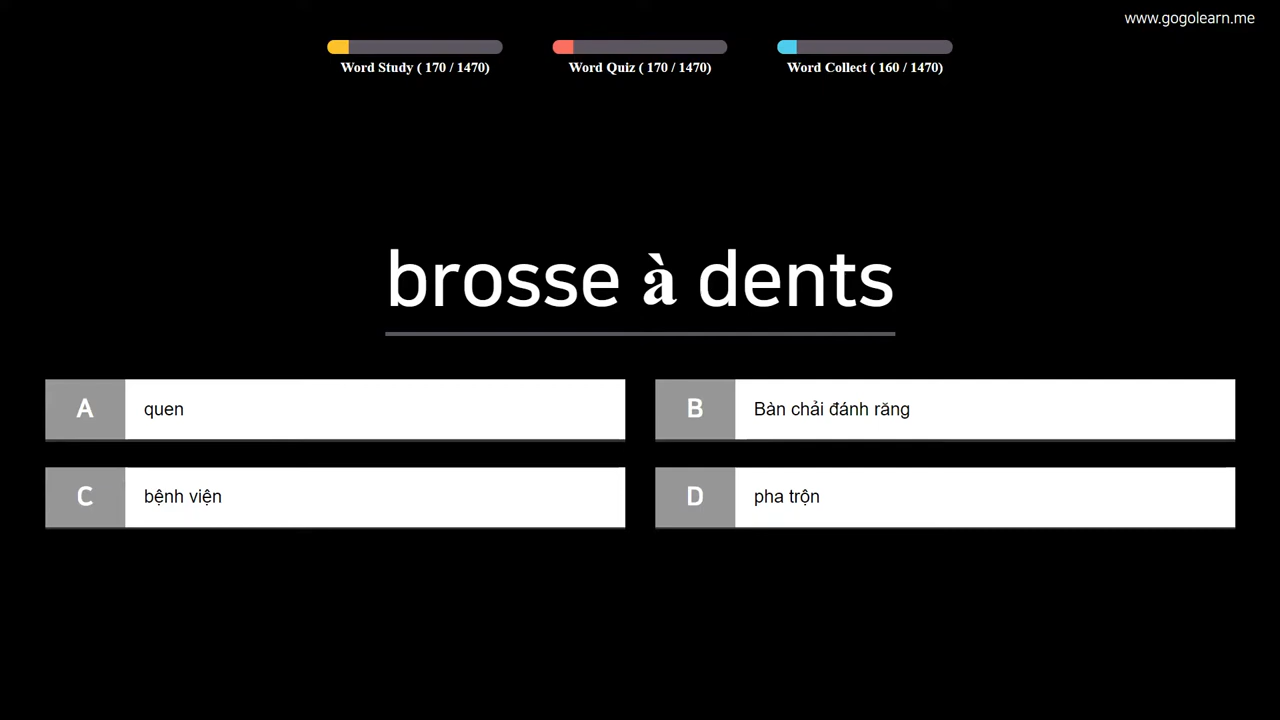 www.gogolearn.me
Word Study ( 170 / 1470)
Word Quiz ( 170 / 1470)
Word Collect ( 160 / 1470)
brosse à dents
A quen
B Bàn chải đánh răng
C bệnh viện
D pha trộn